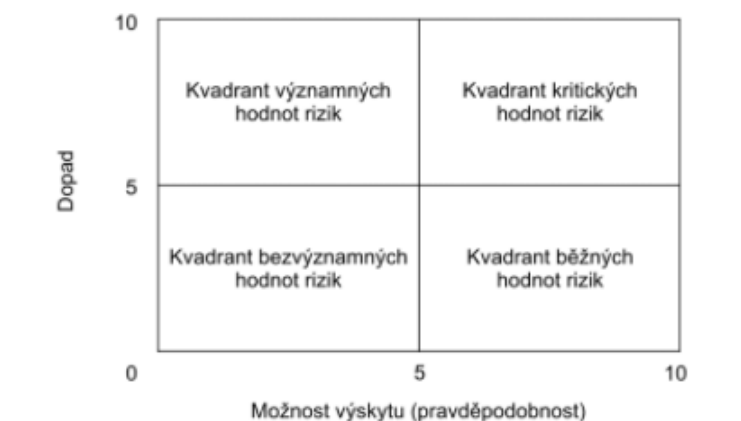 10
Kvadrant významných
hodnot rizik
Kvadrant kritických
hodnot rizik
Dopad
5
Kvadrant bezvýznamných
hodnot rizik
Kvadrant běžných
hodnot rizik
0
5
10
Možnost výskytu (pravděpodobnost)